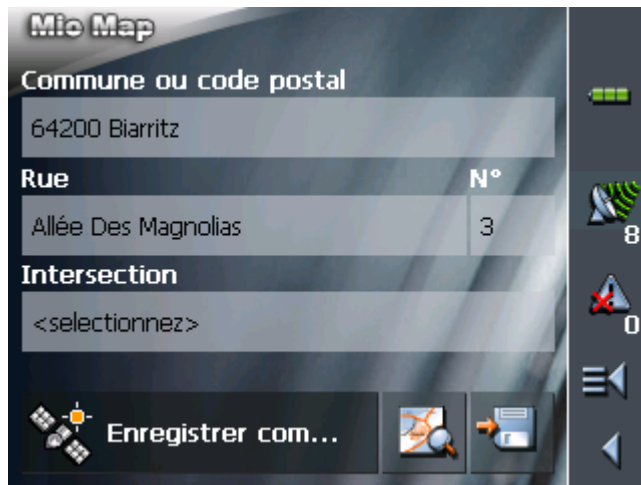 Mio Map
Commune ou code postal
64200 Biarritz
Rue N°
Allée Des Magnolias 3
8
Intersection
<selectionnez>
0
Enregistrer com...